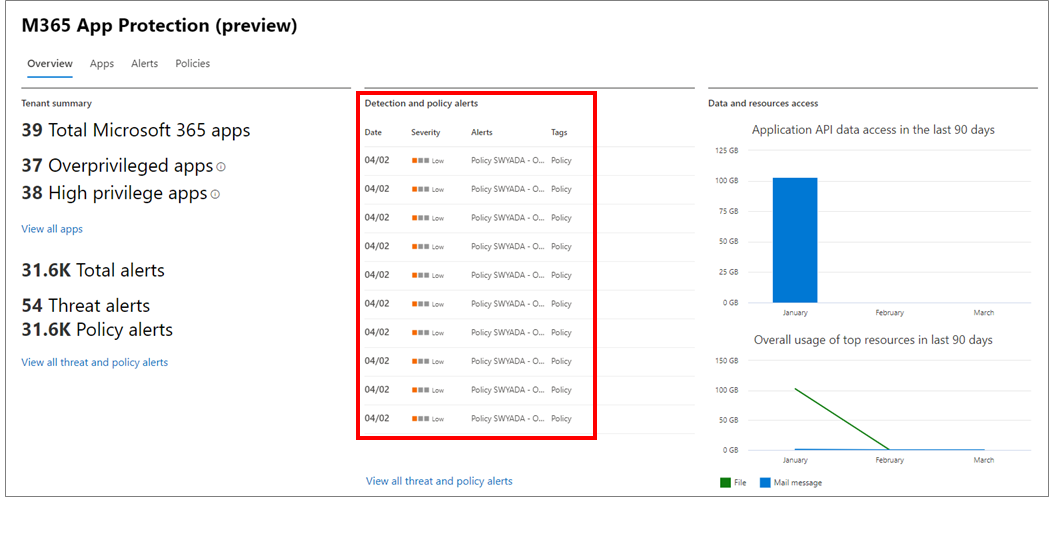 M365 App Protection (preview)
Overview Apps Alerts Policies
Tenant summary
39 Total Microsoft 365 apps
37 Overprivileged apps
38 High privilege apps
View all apps
31.6K Total alerts
54 Threat alerts
31.6K Policy alerts
View all threat and policy alerts
Detection and policy alerts
Date Severity Alerts Tags
04/02 Low Policy SWYADA - O... Policy
04/02 Low Policy SWYADA - O... Policy
04/02 Low Policy SWYADA - O... Policy
04/02 Low Policy SWYADA - O... Policy
04/02 Low Policy SWYADA - O... Policy
04/02 Low Policy SWYADA - O... Policy
04/02 Low Policy SWYADA - O... Policy
04/02 Low Policy SWYADA - O... Policy
04/02 Low Policy SWYADA - O... Policy
04/02 Low Policy SWYADA - O... Policy
View all threat and policy alerts
Data and resources access
Application API data access in the last 90 days
125 GB
100 GB
75 GB
50 GB
25 GB
0 GB
January February March
Overall usage of top resources in last 90 days
150 GB
100 GB
50 GB
0 GB
January February March
File Mail message